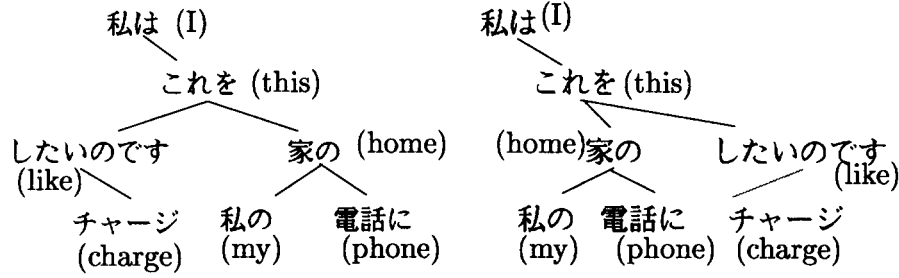 私は (I) 私は (I)
これを (this) これを (this)
したいのです 家の (home) (home) 家の したいのです
(like) (like)
チャージ 私の 電話に 私の 電話に チャージ
(charge) (my) (phone) (my) (phone) (charge)